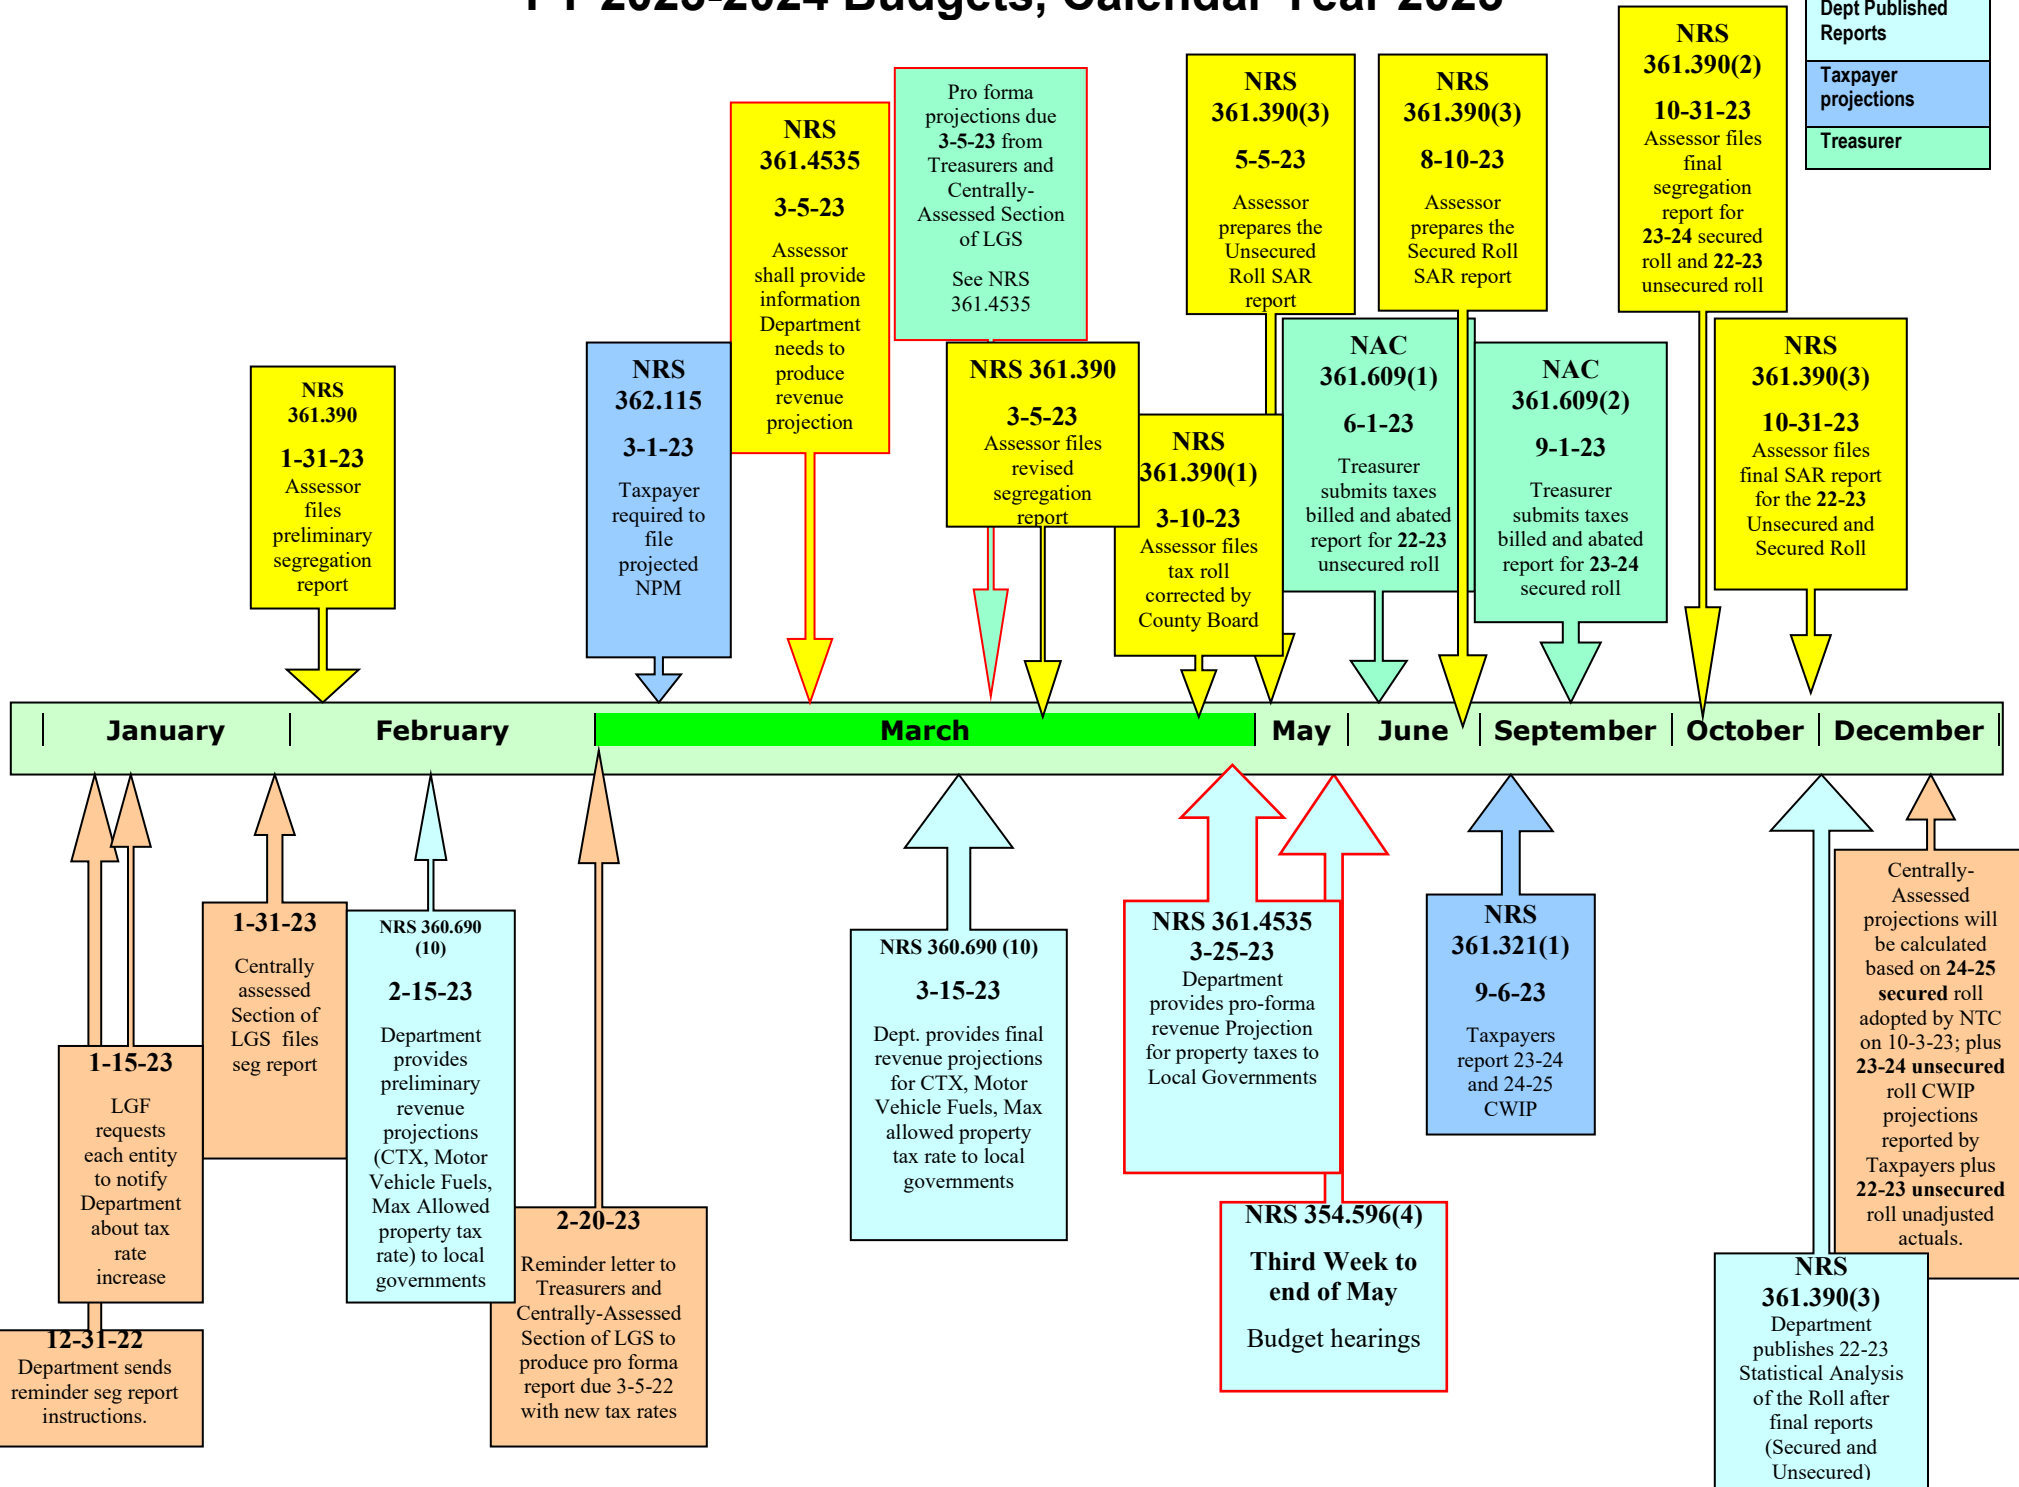 FY 2023-2024 Budgets, Calendar Year 2023
Dept Published
Reports
Taxpayer
projections
Treasurer
NRS
361.390
1-31-23
Assessor
files
preliminary
segregation
report
NRS
362.115
3-1-23
Taxpayer
required to
file
projected
NPM
NRS
361.4535
3-5-23
Assessor
shall provide
information
Department
needs to
produce
revenue
projection
Pro forma
projections due
3-5-23 from
Treasurers and
Centrally-
Assessed Section
of LGS
See NRS
361.4535
NRS 361.390
3-5-23
Assessor files
revised
segregation
report
NRS
361.390(1)
3-10-23
Assessor files
tax roll
corrected by
County Board
NRS
361.390(3)
5-5-23
Assessor
prepares the
Unsecured
Roll SAR
report
NAC
361.609(1)
6-1-23
Treasurer
submits taxes
billed and abated
report for 22-23
unsecured roll
NRS
361.390(3)
8-10-23
Assessor
prepares the
Secured Roll
SAR report
NAC
361.609(2)
9-1-23
Treasurer
submits taxes
billed and abated
report for 23-24
secured roll
NRS
361.390(2)
10-31-23
Assessor files
final
segregation
report for
23-24 secured
roll and 22-23
unsecured roll
NRS
361.390(3)
10-31-23
Assessor files
final SAR report
for the 22-23
Unsecured and
Secured Roll
January
February
March
May
June
September
October
December
12-31-22
Department sends
reminder seg report
instructions.
1-15-23
LGF
requests
each entity
to notify
Department
about tax
rate
increase
1-31-23
Centrally
assessed
Section of
LGS files
seg report
NRS 360.690
(10)
2-15-23
Department
provides
preliminary
revenue
projections
(CTX, Motor
Vehicle Fuels,
Max Allowed
property tax
rate) to local
governments
2-20-23
Reminder letter to
Treasurers and
Centrally-Assessed
Section of LGS to
produce pro forma
report due 3-5-22
with new tax rates
NRS 360.690 (10)
3-15-23
Dept. provides final
revenue projections
for CTX, Motor
Vehicle Fuels, Max
allowed property
tax rate to local
governments
NRS 361.4535
3-25-23
Department
provides pro-forma
revenue Projection
for property taxes to
Local Governments
NRS 354.596(4)
Third Week to
end of May
Budget hearings
NRS
361.321(1)
9-6-23
Taxpayers
report 23-24
and 24-25
CWIP
NRS
361.390(3)
Department
publishes 22-23
Statistical Analysis
of the Roll after
final reports
(Secured and
Unsecured)
Centrally-
Assessed
projections will
be calculated
based on 24-25
secured roll
adopted by NTC
on 10-3-23; plus
23-24 unsecured
roll CWIP
projections
reported by
Taxpayers plus
22-23 unsecured
roll unadjusted
actuals.